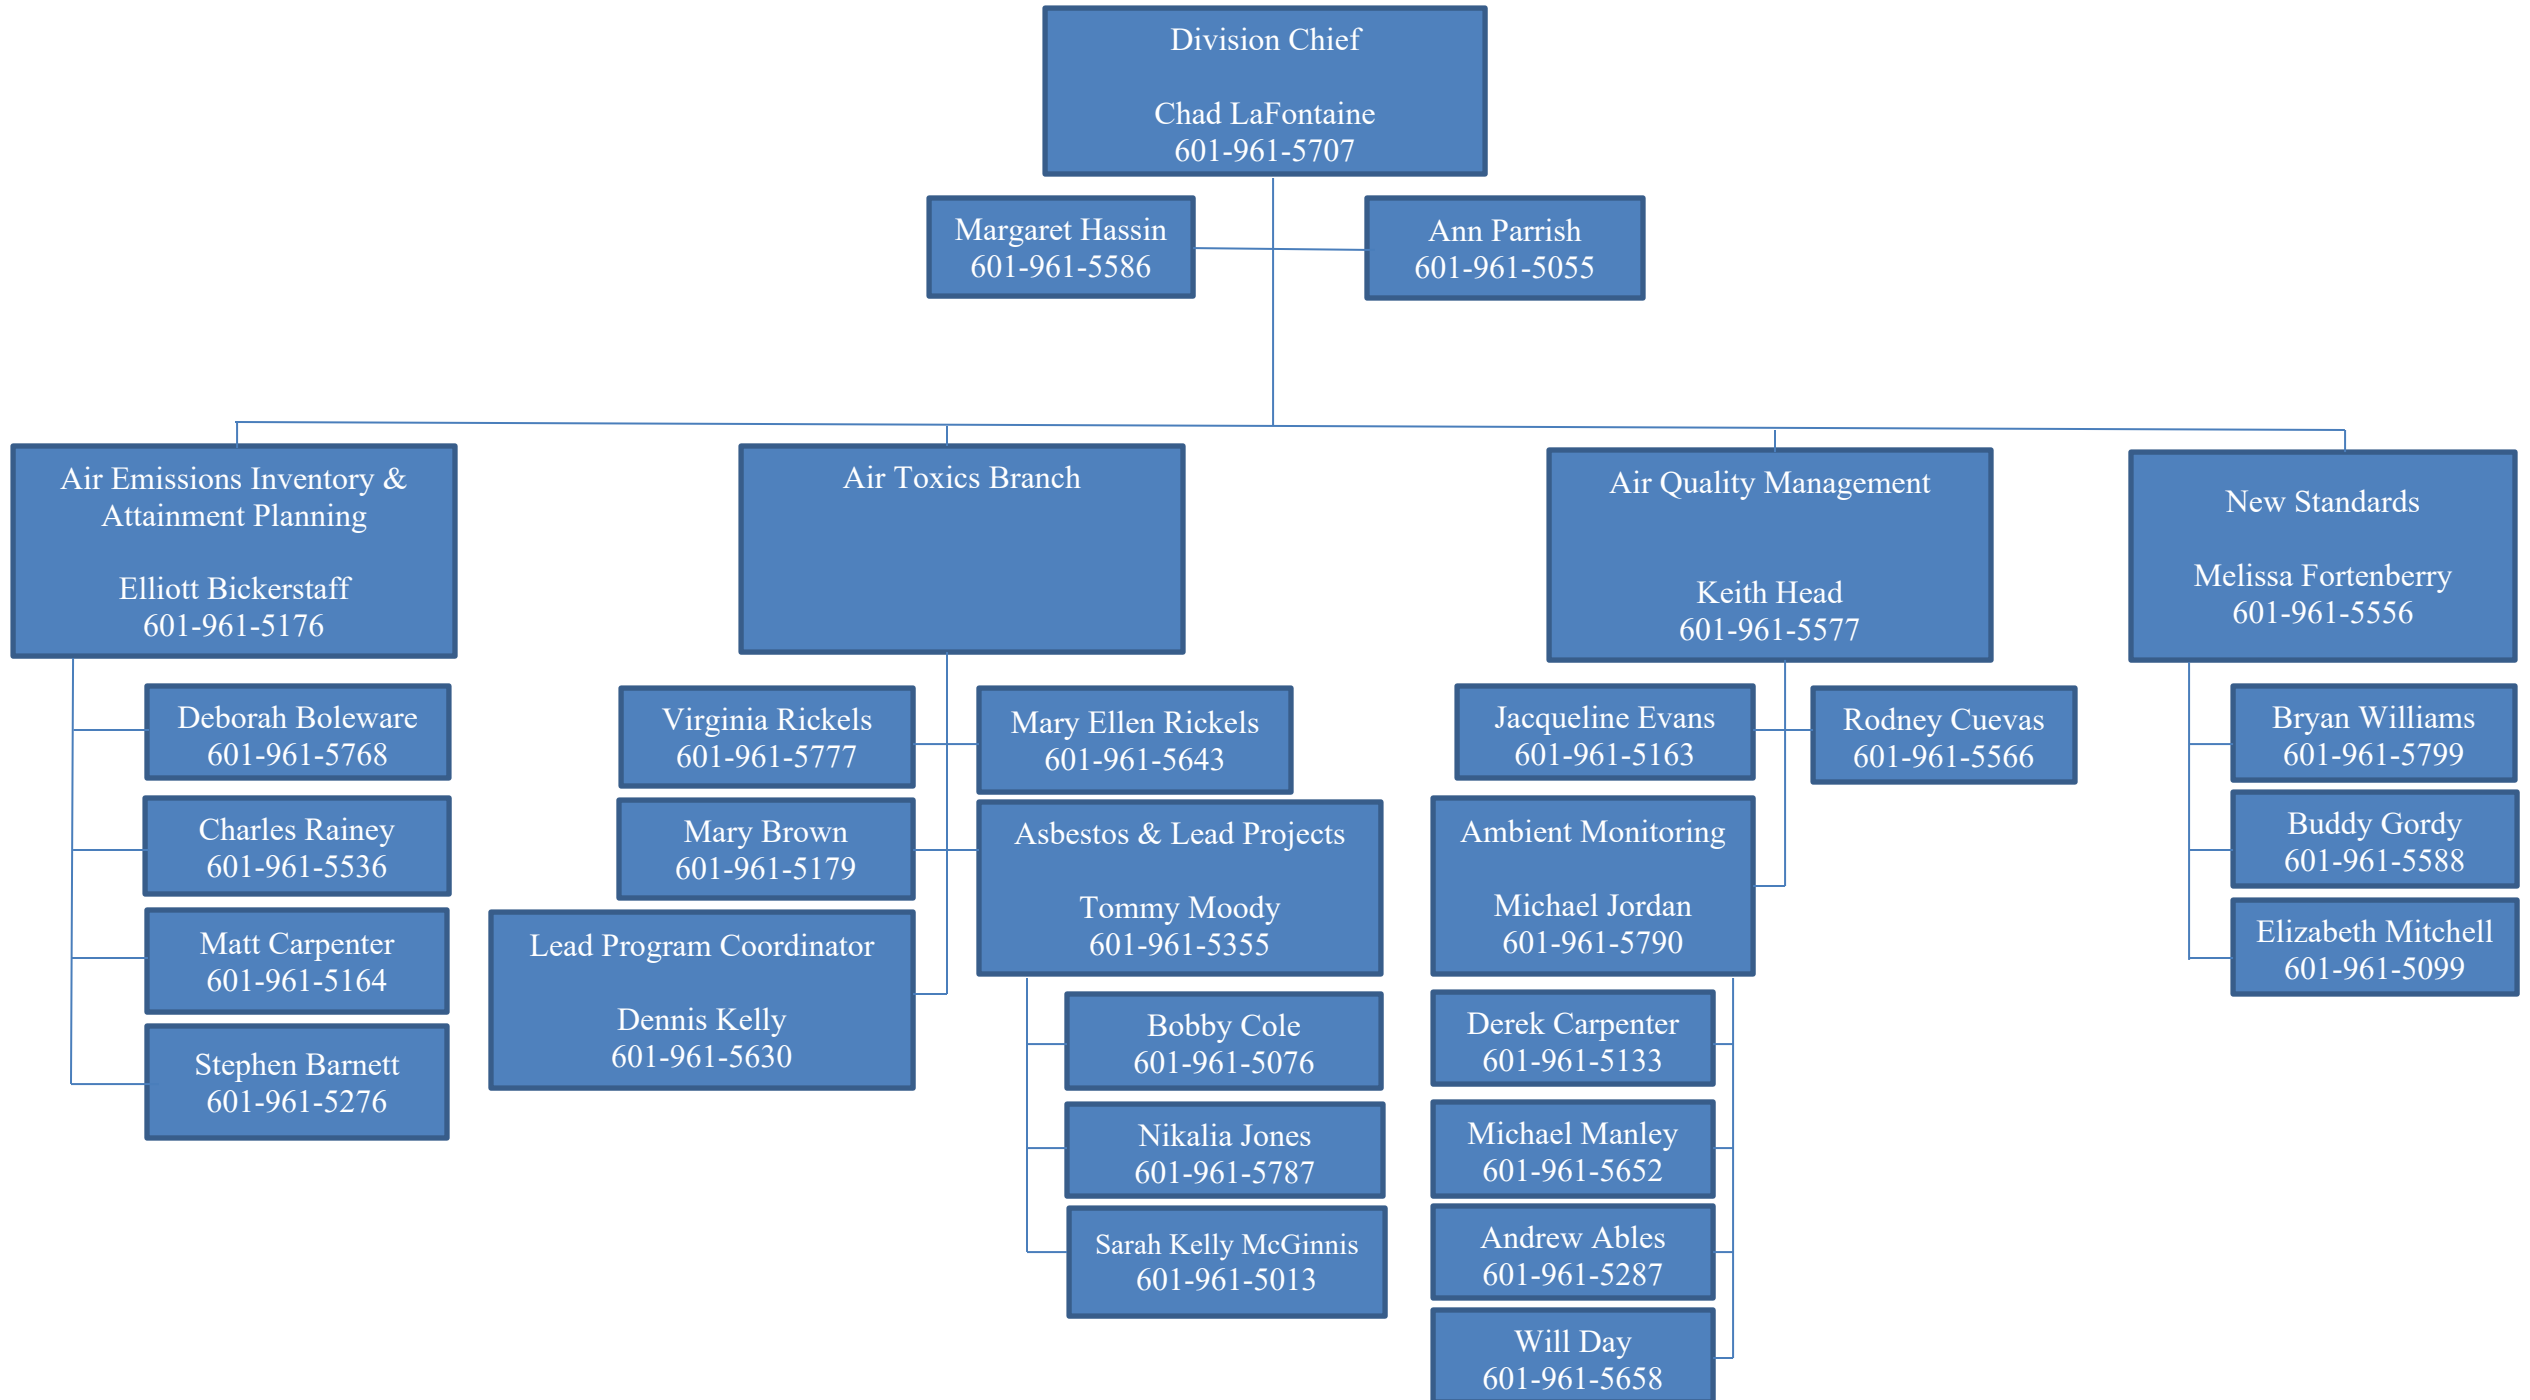 Division Chief
Chad LaFontaine
601-961-5707
Margaret Hassin
601-961-5586
Ann Parrish
601-961-5055
Air Emissions Inventory &
Attainment Planning
Elliott Bickerstaff
601-961-5176
Deborah Boleware
601-961-5768
Charles Rainey
601-961-5536
Matt Carpenter
601-961-5164
Stephen Barnett
601-961-5276
Air Toxics Branch
Virginia Rickels
601-961-5777
Mary Ellen Rickels
601-961-5643
Mary Brown
601-961-5179
Asbestos & Lead Projects
Tommy Moody
601-961-5355
Lead Program Coordinator
Dennis Kelly
601-961-5630
Bobby Cole
601-961-5076
Nikalia Jones
601-961-5787
Sarah Kelly McGinnis
601-961-5013
Air Quality Management
Keith Head
601-961-5577
Jacqueline Evans
601-961-5163
Rodney Cuevas
601-961-5566
Ambient Monitoring
Michael Jordan
601-961-5790
Derek Carpenter
601-961-5133
Michael Manley
601-961-5652
Andrew Ables
601-961-5287
Will Day
601-961-5658
New Standards
Melissa Fortenberry
601-961-5556
Bryan Williams
601-961-5799
Buddy Gordy
601-961-5588
Elizabeth Mitchell
601-961-5099